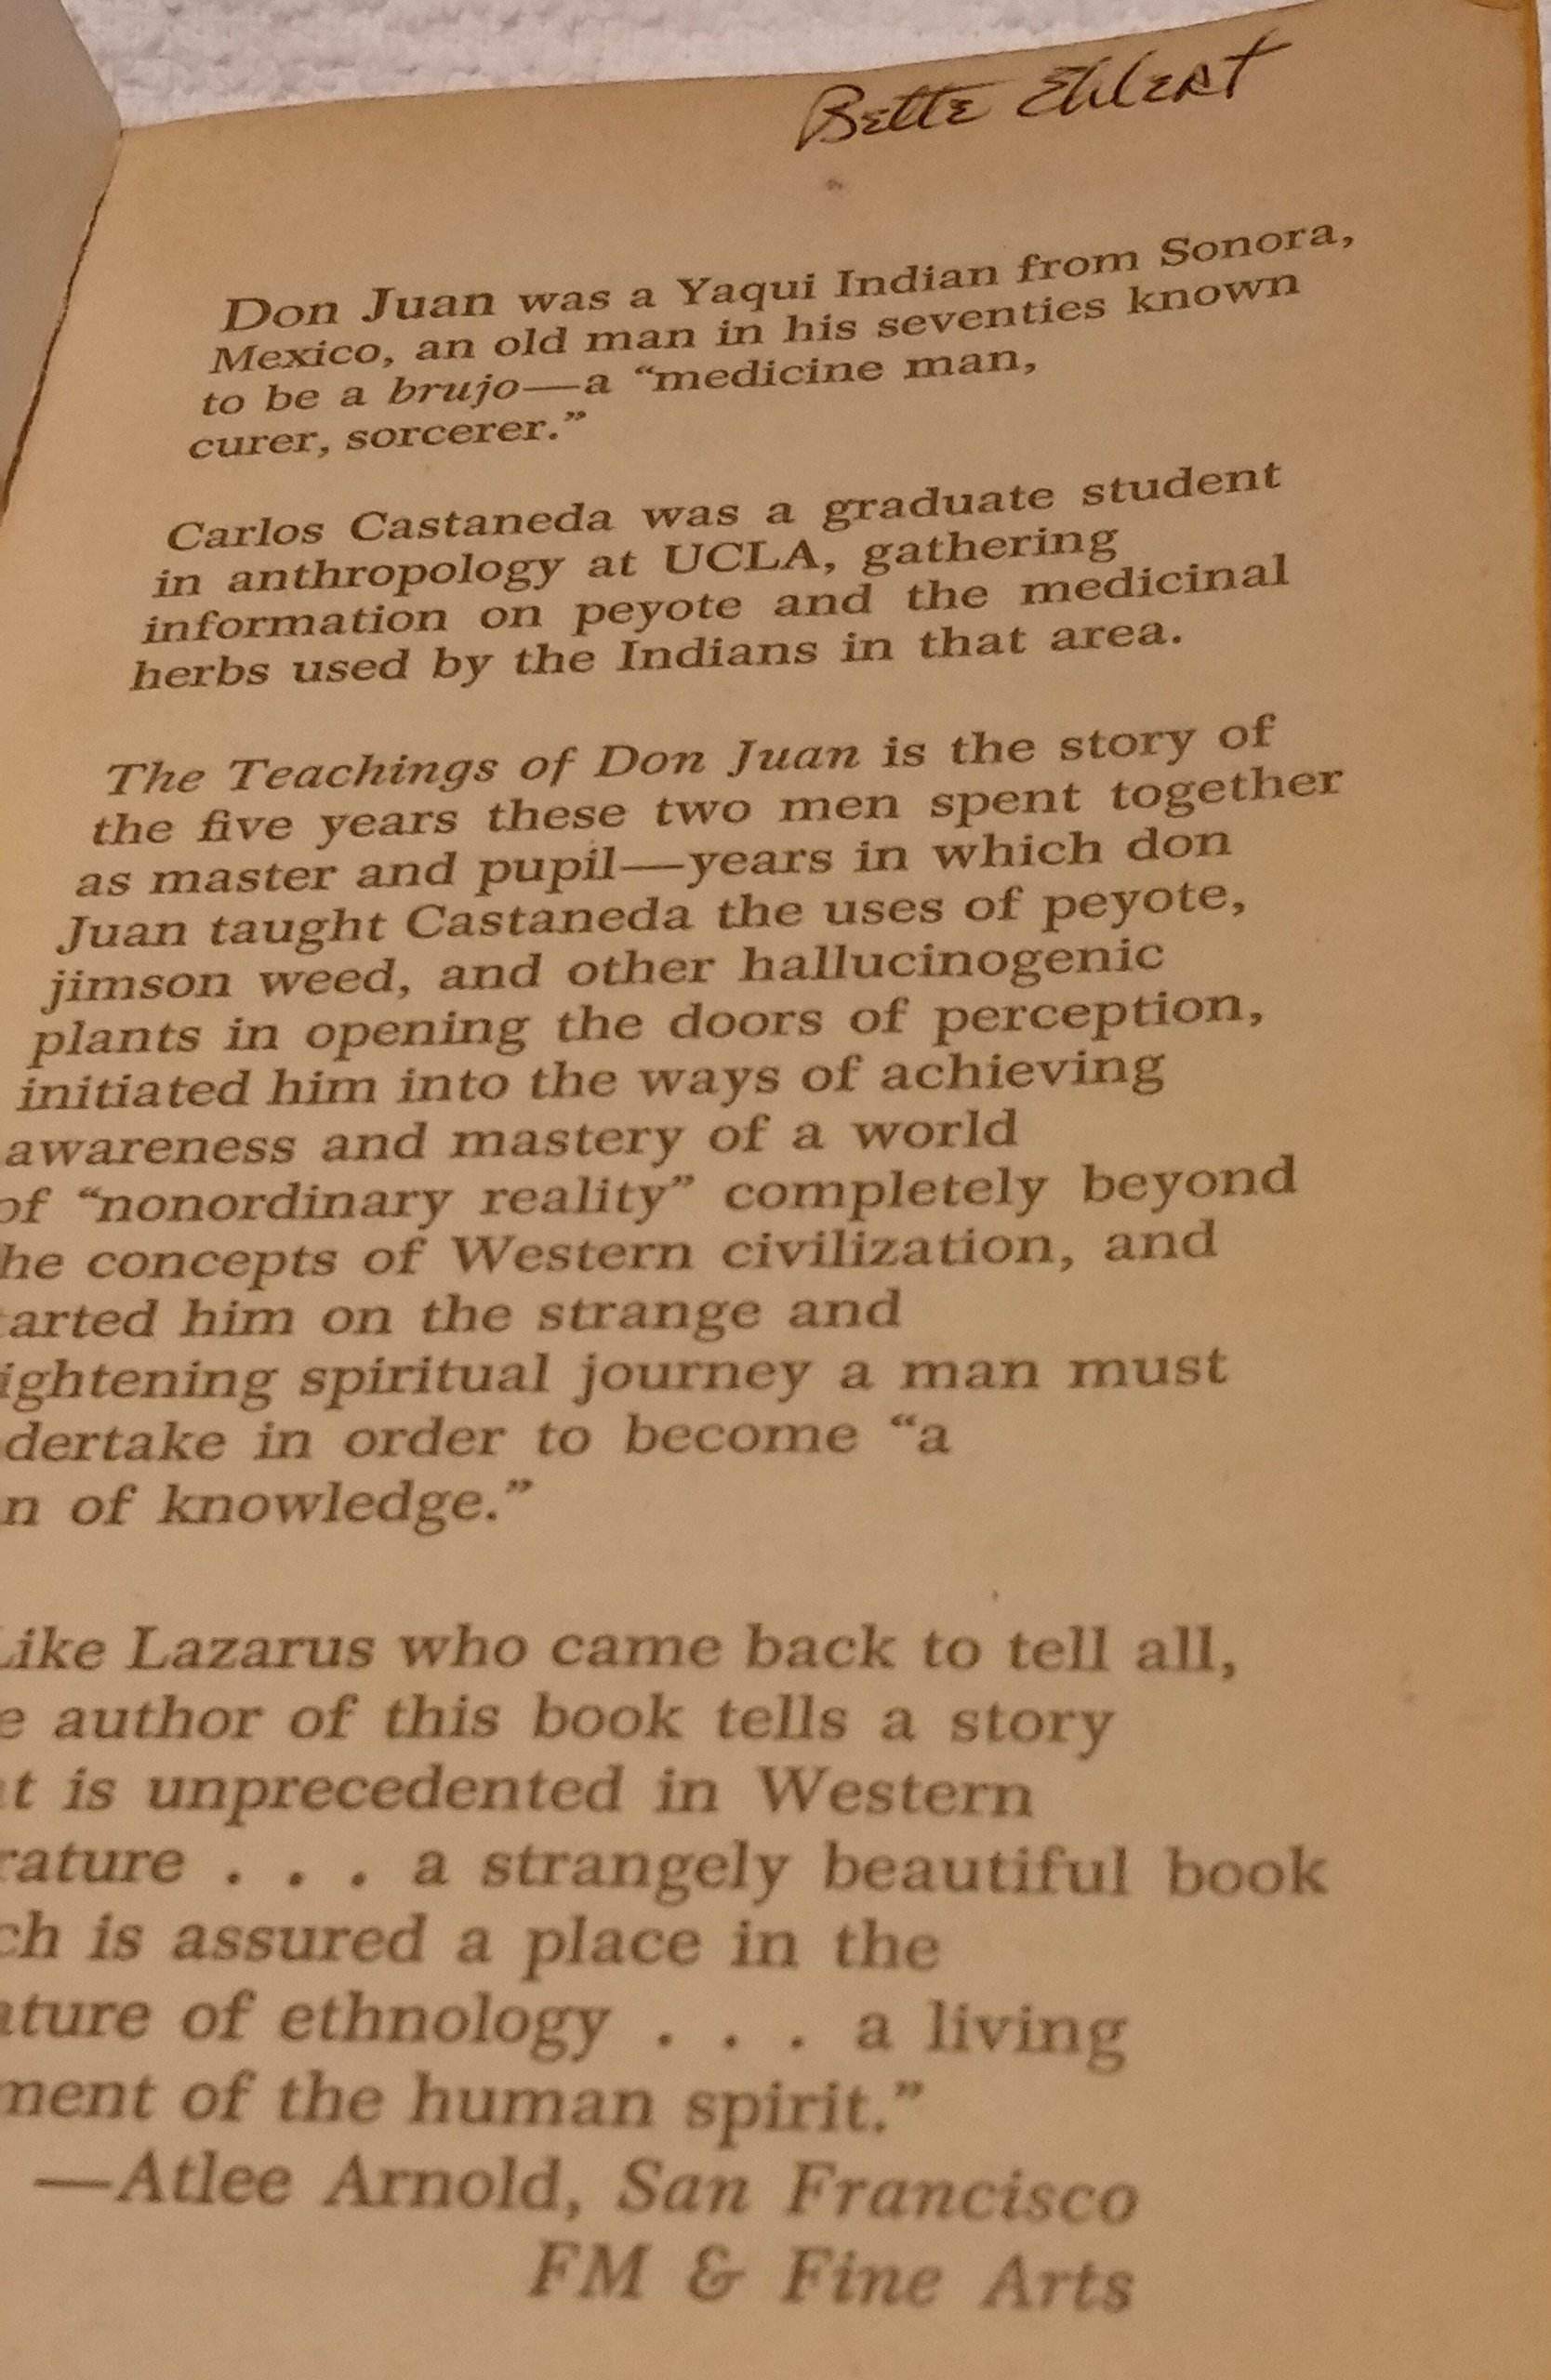 Bette Ehlert
Don Juan was a Yaqui Indian from Sonora,
Mexico, an old man in his seventies known
to be a brujo—a “medicine man,
curer, sorcerer.”
Carlos Castaneda was a graduate student
in anthropology at UCLA, gathering
information on peyote and the medicinal
herbs used by the Indians in that area.
The Teachings of Don Juan is the story of
the five years these two men spent together
as master and pupil—years in which don
Juan taught Castaneda the uses of peyote,
jimson weed, and other hallucinogenic
plants in opening the doors of perception,
initiated him into the ways of achieving
awareness and mastery of a world
of “nonordinary reality” completely beyond
he concepts of Western civilization, and
tarted him on the strange and
ightening spiritual journey a man must
dertake in order to become “a
n of knowledge.”
Like Lazarus who came back to tell all,
e author of this book tells a story
t is unprecedented in Western
rature . . . a strangely beautiful book
ch is assured a place in the
ature of ethnology . . . a living
ment of the human spirit.”
—Atlee Arnold, San Francisco
FM & Fine Arts